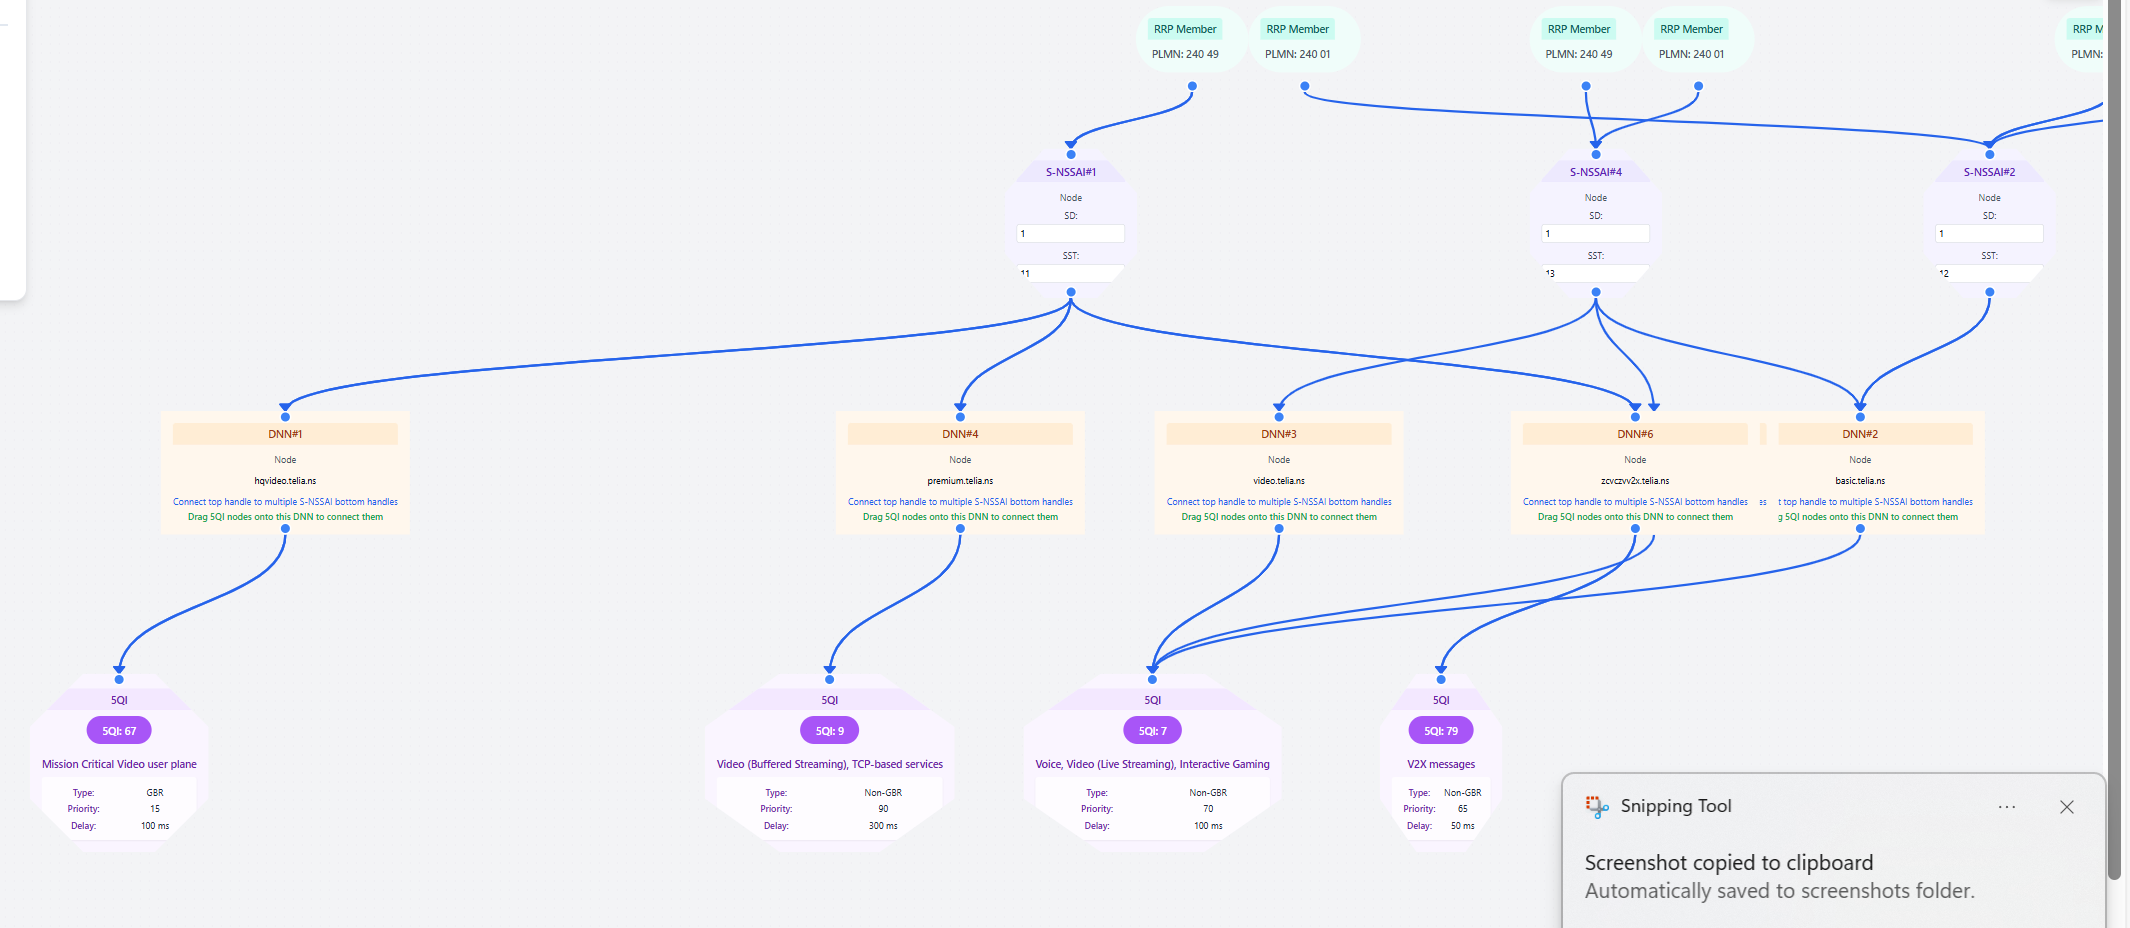 RRP Member
PLMN: 240 49
RRP Member
PLMN: 240 01
RRP Member
PLMN: 240 49
RRP Member
PLMN: 240 01
RRP M
PLMN:
S-NSSAI#1
Node
SD:
1
SST:
11
S-NSSAI#4
Node
SD:
1
SST:
13
S-NSSAI#2
Node
SD:
1
SST:
12
DNN#1
Node
hqvideo.telia.ns
Connect top handle to multiple S-NSSAI bottom handles
Drag 5QI nodes onto this DNN to connect them
DNN#4
Node
premium.telia.ns
Connect top handle to multiple S-NSSAI bottom handles
Drag 5QI nodes onto this DNN to connect them
DNN#3
Node
video.telia.ns
Connect top handle to multiple S-NSSAI bottom handles
Drag 5QI nodes onto this DNN to connect them
DNN#6
Node
zcvczvv2x.telia.ns
Connect top handle to multiple S-NSSAI bottom handles
Drag 5QI nodes onto this DNN to connect them
es
DNN#2
Node
basic.telia.ns
t top handle to multiple S-NSSAI bottom handles
g 5QI nodes onto this DNN to connect them
5QI
5QI: 67
Mission Critical Video user plane
Type: GBR
Priority: 15
Delay: 100 ms
5QI
5QI: 9
Video (Buffered Streaming), TCP-based services
Type: Non-GBR
Priority: 90
Delay: 300 ms
5QI
5QI: 7
Voice, Video (Live Streaming), Interactive Gaming
Type: Non-GBR
Priority: 70
Delay: 100 ms
5QI
5QI: 79
V2X messages
Type: Non-GBR
Priority: 65
Delay: 50 ms
Snipping Tool
Screenshot copied to clipboard
Automatically saved to screenshots folder.